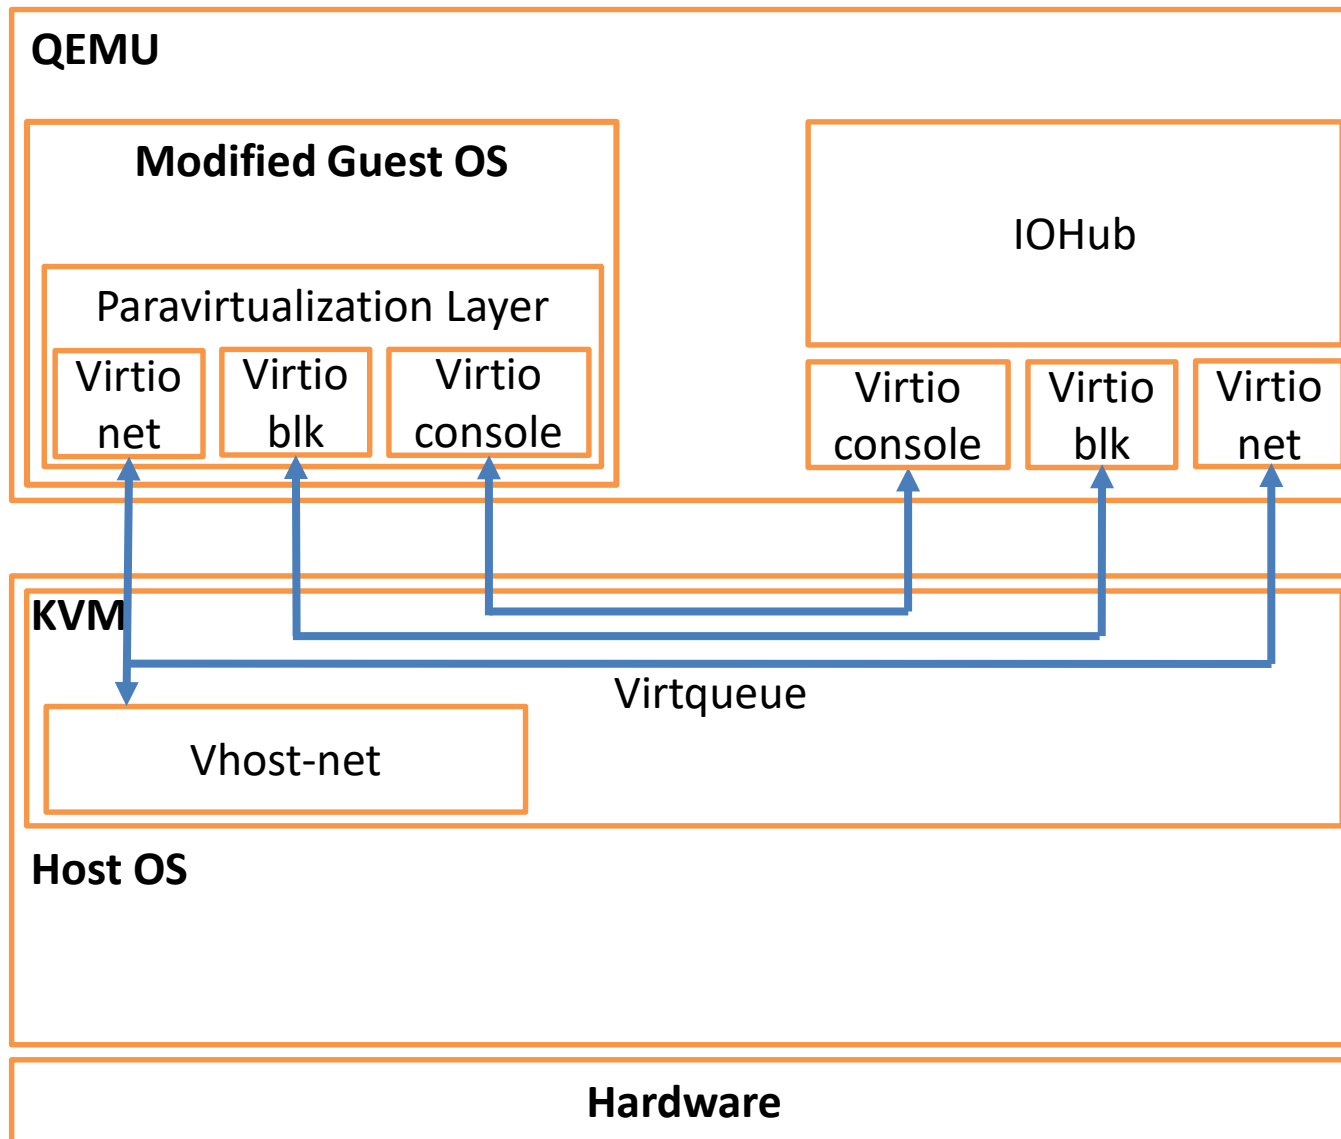 QEMU
Modified Guest OS
Paravirtualization Layer
Virtio
net
Virtio
blk
Virtio
console
IOHub
Virtio
console
Virtio
blk
Virtio
net
KVM
Virtqueue
Vhost-net
Host OS
Hardware